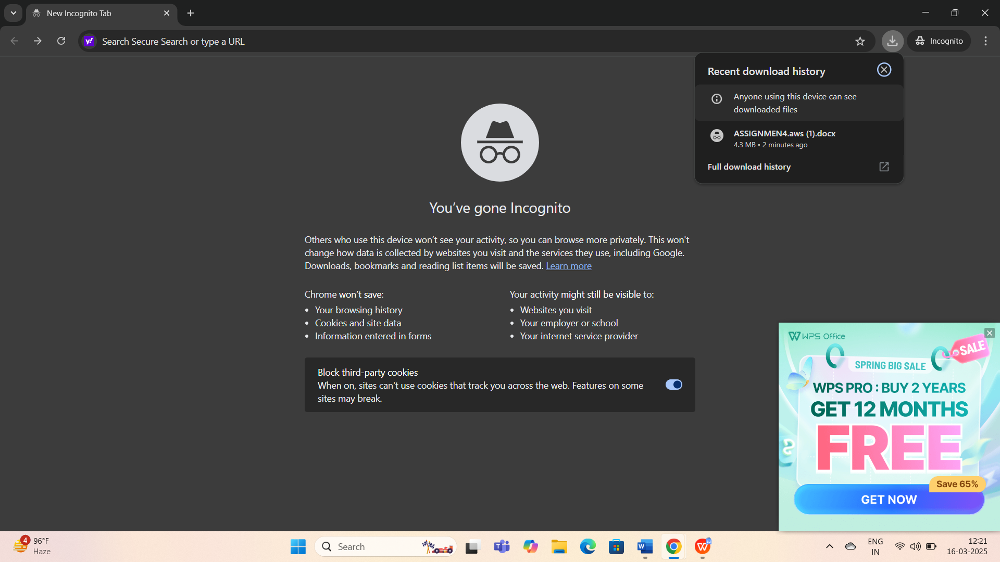 New Incognito Tab
Search Secure Search or type a URL
Incognito
Recent download history
Anyone using this device can see
downloaded files
ASSIGNMEN4.aws (1).docx
4.3 MB • 2 minutes ago
Full download history
You've gone Incognito
Others who use this device won't see your activity, so you can browse more privately. This won't
change how data is collected by websites you visit and the services they use, including Google.
Downloads, bookmarks and reading list items will be saved. Learn more
Chrome won't save:
• Your browsing history
• Cookies and site data
• Information entered in forms
Your activity might still be visible to:
• Websites you visit
• Your employer or school
• Your internet service provider
Block third-party cookies
When on, sites can't use cookies that track you across the web. Features on some
sites may break.
WPS Office
SALE
SPRING BIG SALE
WPS PRO : BUY 2 YEARS
GET 12 MONTHS
FREE
Save 65%
GET NOW
4
96°F
Haze
Search
ENG
IN
12:21
16-03-2025